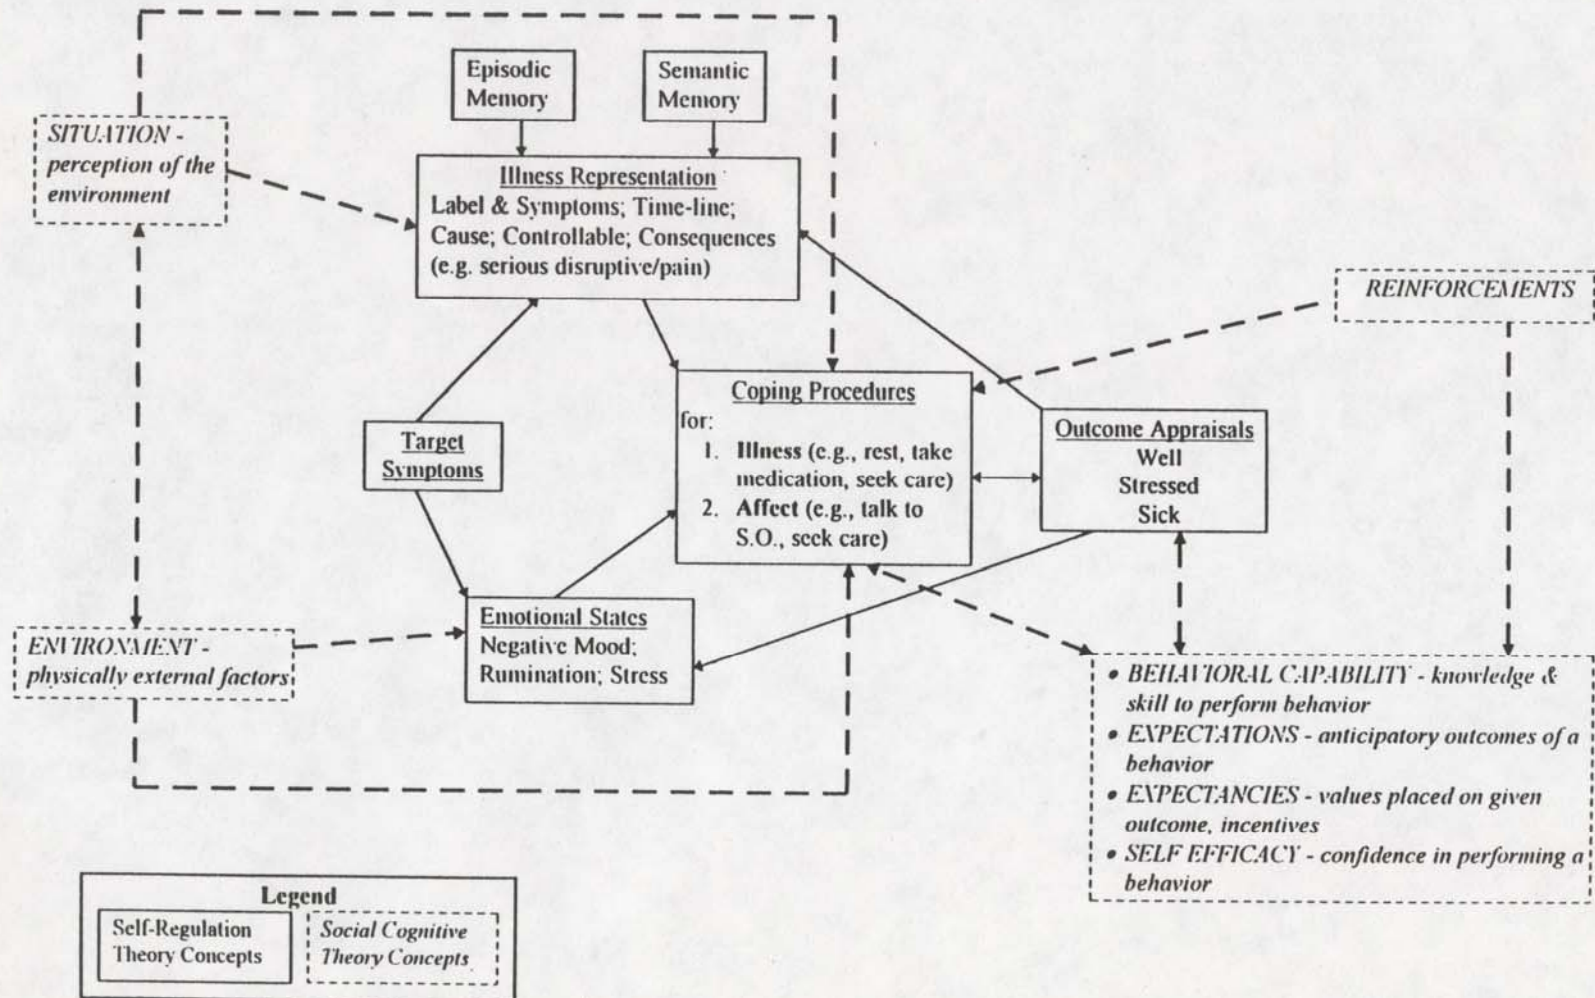 Episodic
Memory
Semantic
Memory
SITUATION -
perception of the
environment
Illness Representation
Label & Symptoms; Time-line;
Cause; Controllable; Consequences
(e.g. serious disruptive/pain)
REINFORCEMENTS
Coping Procedures
for:
1. Illness (e.g., rest, take
medication, seek care)
2. Affect (e.g., talk to
S.O., seek care)
Target
Symptoms
Outcome Appraisals
Well
Stressed
Sick
Emotional States
Negative Mood;
Rumination; Stress
ENVIRONMENT -
physically external factors
• BEHAVIORAL CAPABILITY - knowledge &
skill to perform behavior
• EXPECTATIONS - anticipatory outcomes of a
behavior
• EXPECTANCIES - values placed on given
outcome, incentives
• SELF EFFICACY - confidence in performing a
behavior
Legend
Self-Regulation
Theory Concepts
Social Cognitive
Theory Concepts